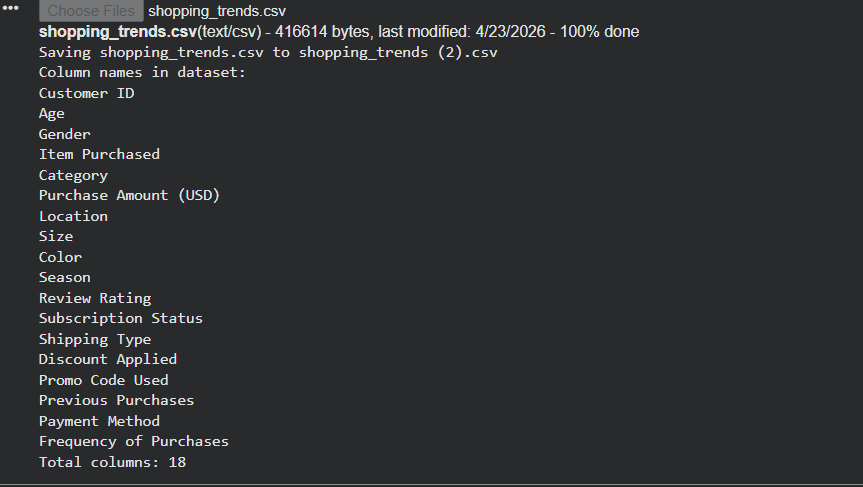 Choose Files shopping_trends.csv
shopping_trends.csv(text/csv) - 416614 bytes, last modified: 4/23/2026 - 100% done
Saving shopping_trends.csv to shopping_trends (2).csv
Column names in dataset:
Customer ID
Age
Gender
Item Purchased
Category
Purchase Amount (USD)
Location
Size
Color
Season
Review Rating
Subscription Status
Shipping Type
Discount Applied
Promo Code Used
Previous Purchases
Payment Method
Frequency of Purchases
Total columns: 18